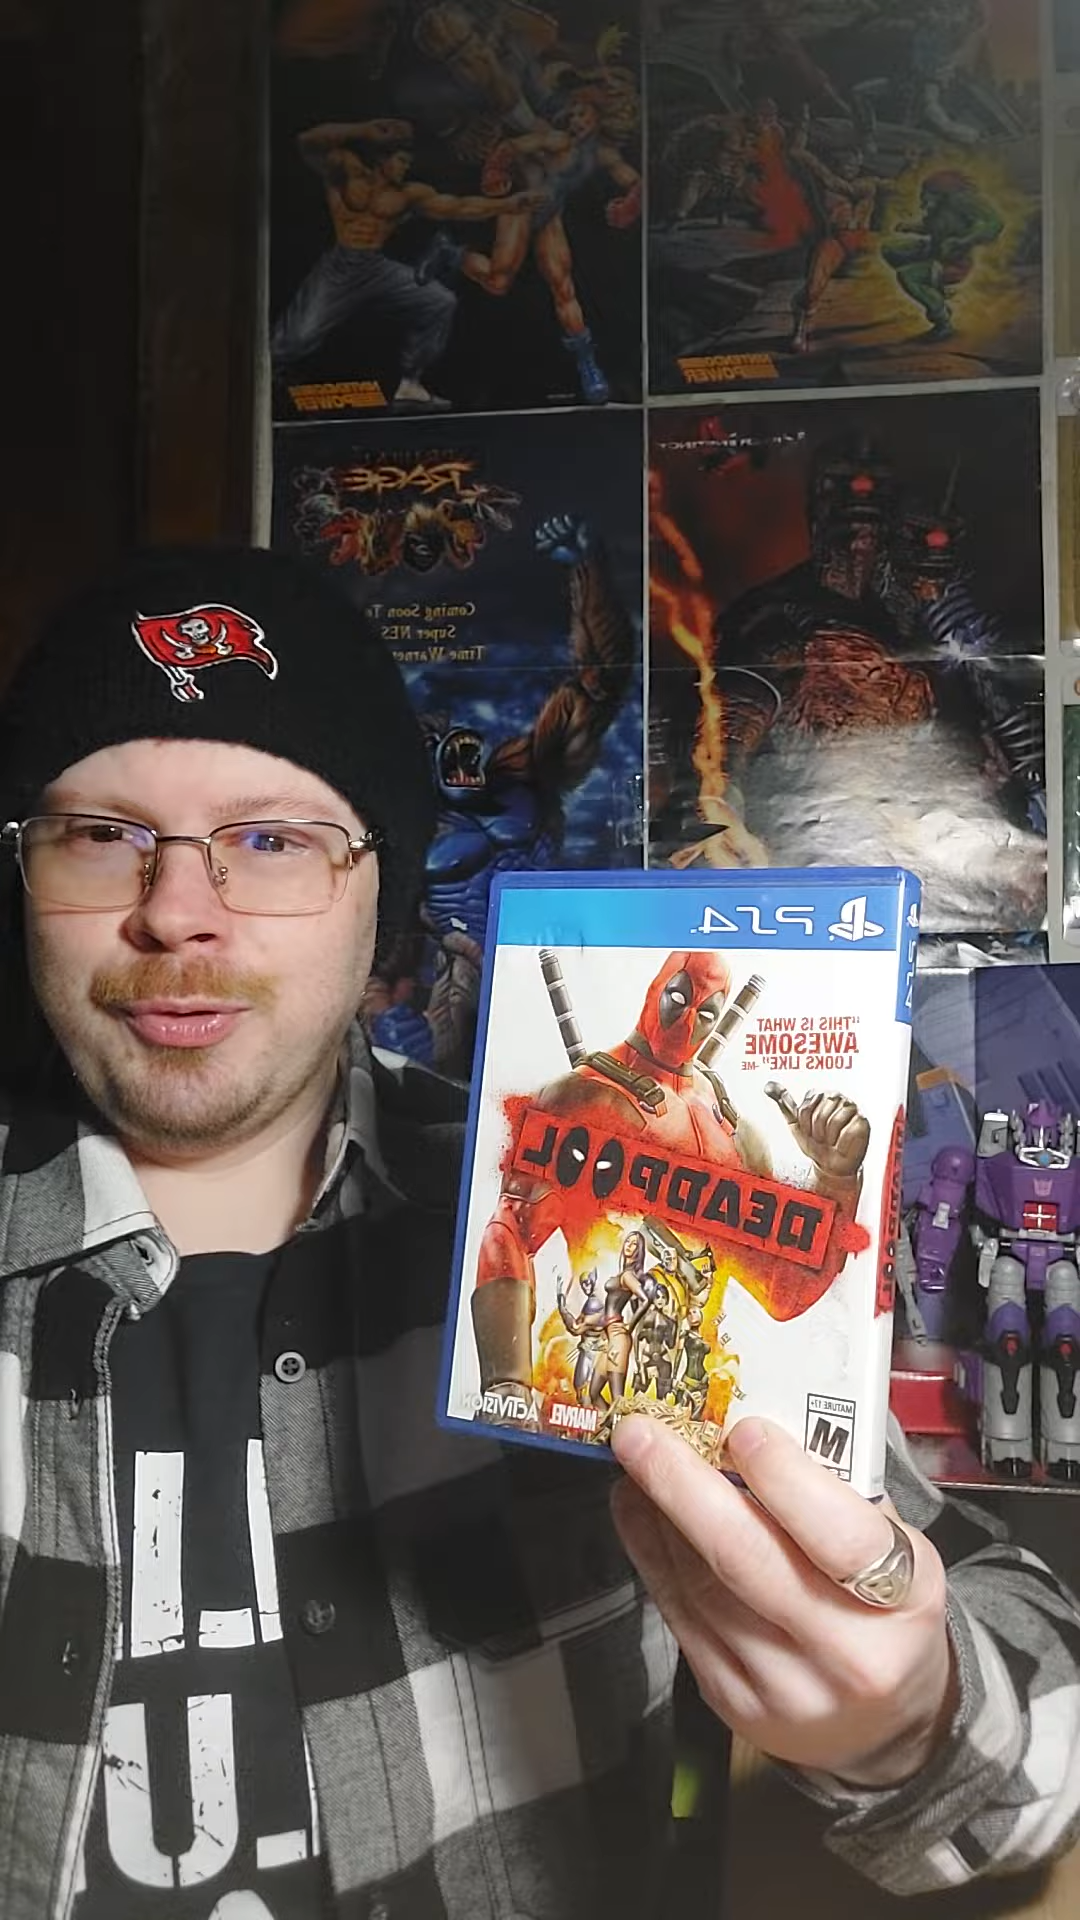 NINTENDO
POWER
NINTENDO
POWER
RAGE
Coming Soon To
Super NES
Time Warner
PS4
"THIS IS WHAT
AWESOME
LOOKS LIKE" -ME
DEADPOOL
ACTIVISION
MARVEL
MATURE 17+
M